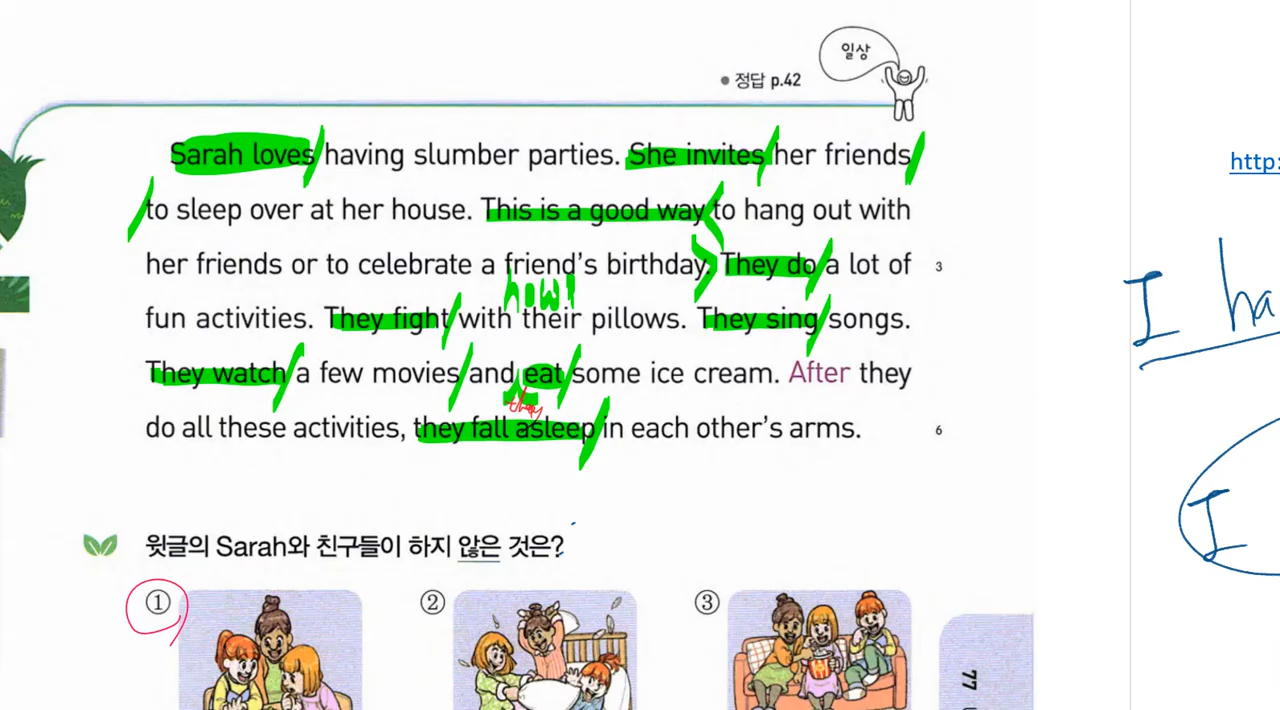 일상
● 정답 p.42
Sarah loves having slumber parties. She invites her friends
http:
to sleep over at her house. This is a good way to hang out with
her friends or to celebrate a friend's birthday. They do a lot of
3
I ha
how?
fun activities. They fight with their pillows. They sing songs.
They watch a few movies and eat some ice cream. After they
they
do all these activities, they fall asleep in each other's arms.
6
I
윗글의 Sarah와 친구들이 하지 않은 것은?
① ② ③
77